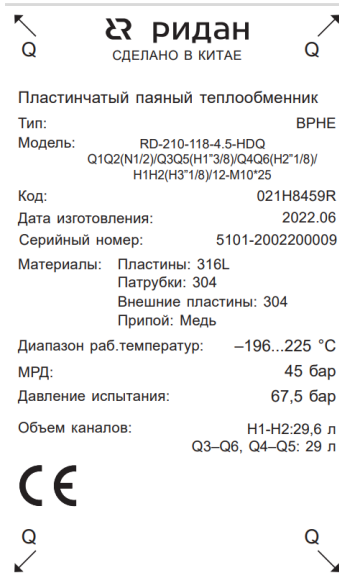 Q ридан Q
СДЕЛАНО В КИТАЕ
Пластинчатый паяный теплообменник
Тип: BPHE
Модель: RD-210-118-4.5-HDQ
Q1Q2(N1/2)/Q3Q5(H1"3/8)/Q4Q6(H2"1/8)/
H1H2(H3"1/8)/12-M10*25
Код: 021H8459R
Дата изготовления: 2022.06
Серийный номер: 5101-2002200009
Материалы: Пластины: 316L
Патрубки: 304
Внешние пластины: 304
Припой: Медь
Диапазон раб.температур: –196...225 °C
МРД: 45 бар
Давление испытания: 67,5 бар
Объем каналов: H1-H2:29,6 л
Q3–Q6, Q4–Q5: 29 л
CE
Q Q